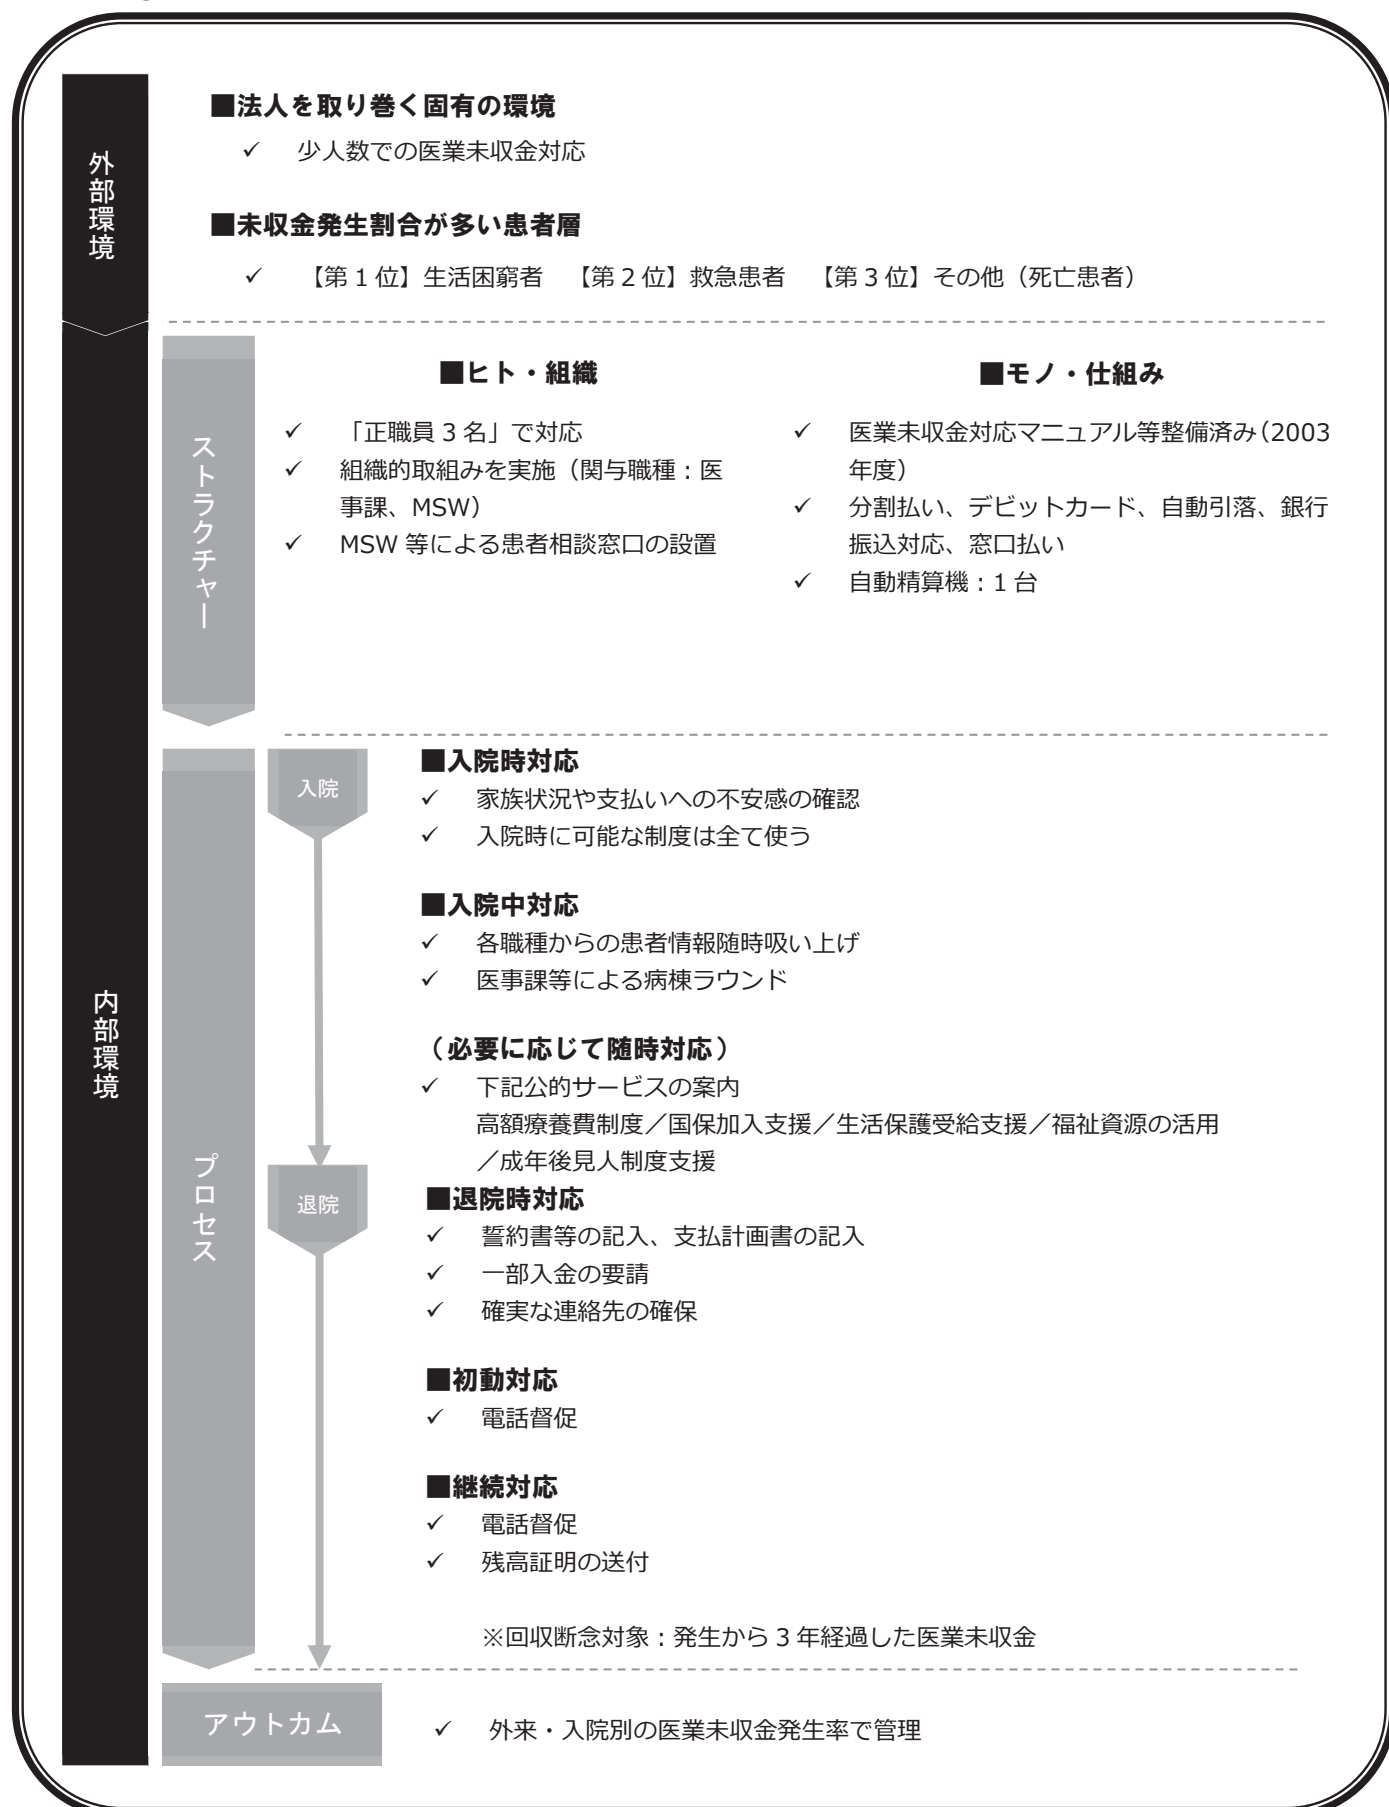 外部環境
■法人を取り巻く固有の環境
✓ 少人数での医業未収金対応
■未収金発生割合が多い患者層
✓ 【第1位】生活困窮者 【第2位】救急患者 【第3位】その他(死亡患者)
内部環境
ストラクチャー
■ヒト・組織
✓ 「正職員3名」で対応
✓ 組織的取組みを実施(関与職種:医
事課、MSW)
✓ MSW 等による患者相談窓口の設置
■モノ・仕組み
✓ 医業未収金対応マニュアル等整備済み(2003
年度)
✓ 分割払い、デビットカード、自動引落、銀行
振込対応、窓口払い
✓ 自動精算機:1台
プロセス
入院
■入院時対応
✓ 家族状況や支払いへの不安感の確認
✓ 入院時に可能な制度は全て使う
■入院中対応
✓ 各職種からの患者情報随時吸い上げ
✓ 医事課等による病棟ラウンド
(必要に応じて随時対応)
✓ 下記公的サービスの案内
高額療養費制度/国保加入支援/生活保護受給支援/福祉資源の活用
/成年後見人制度支援
退院
■退院時対応
✓ 誓約書等の記入、支払計画書の記入
✓ 一部入金の要請
✓ 確実な連絡先の確保
■初動対応
✓ 電話督促
■継続対応
✓ 電話督促
✓ 残高証明の送付
※回収断念対象:発生から3年経過した医業未収金
アウトカム
✓ 外来・入院別の医業未収金発生率で管理